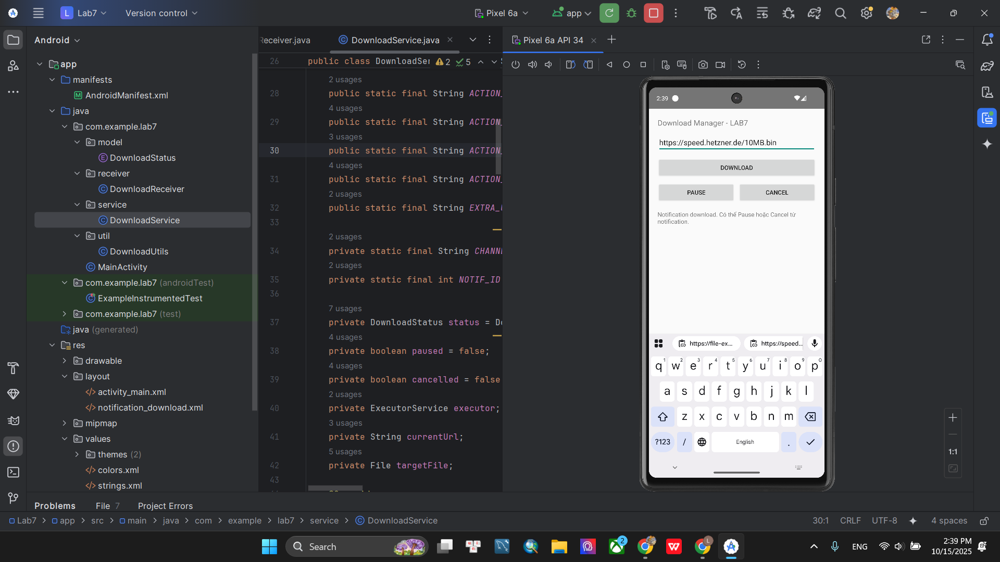 L Lab7
Version control
Pixel 6a
app
Android
app
manifests
AndroidManifest.xml
java
com.example.lab7
model
DownloadStatus
receiver
DownloadReceiver
service
DownloadService
util
DownloadUtils
MainActivity
com.example.lab7 (androidTest)
ExampleInstrumentedTest
com.example.lab7 (test)
java (generated)
res
drawable
layout
activity_main.xml
notification_download.xml
mipmap
values
themes (2)
colors.xml
strings.xml
Receiver.java
DownloadService.java
26 public class DownloadSer
2 5
2 usages
28 public static final String ACTION_
4 usages
29 public static final String ACTION_
3 usages
30 public static final String ACTION_
4 usages
31 public static final String ACTION_
2 usages
32 public static final String EXTRA_
33
2 usages
34 private static final String CHANN
2 usages
35 private static final int NOTIF_ID
36
7 usages
37 private DownloadStatus status = D
4 usages
38 private boolean paused = false;
4 usages
39 private boolean cancelled = false
2 usages
40 private ExecutorService executor;
3 usages
41 private String currentUrl;
5 usages
42 private File targetFile;
43
Pixel 6a API 34
2:39
Download Manager - LAB7
https://speed.hetzner.de/10MB.bin
DOWNLOAD
PAUSE CANCEL
Notification download. Có thể Pause hoặc Cancel từ
notification.
https://file-ex... https://speed...
q1 w2 e3 r4 t5 y6 u7 i8 o9 p0
a s d f g h j k l
z x c v b n m
?123 / English .
1:1
Problems File 7 Project Errors
Lab7 > app > src > main > java > com > example > lab7 > service > DownloadService
30:1 CRLF UTF-8 4 spaces
Search
2
L
ENG
2:39 PM
10/15/2025